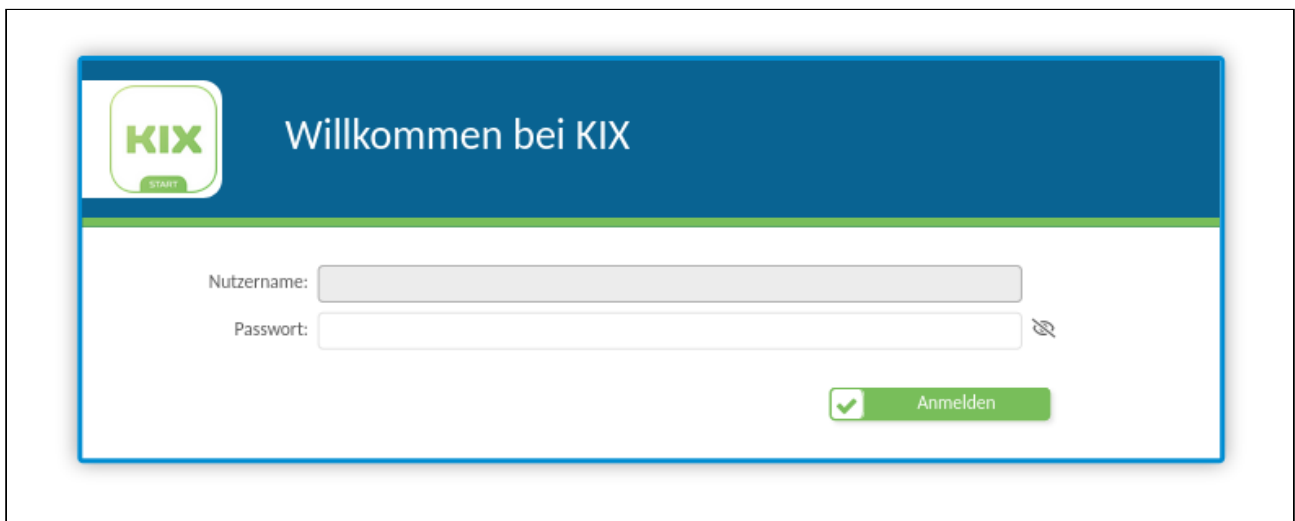 KIX
START
Willkommen bei KIX
Nutzername:
Passwort:
Anmelden